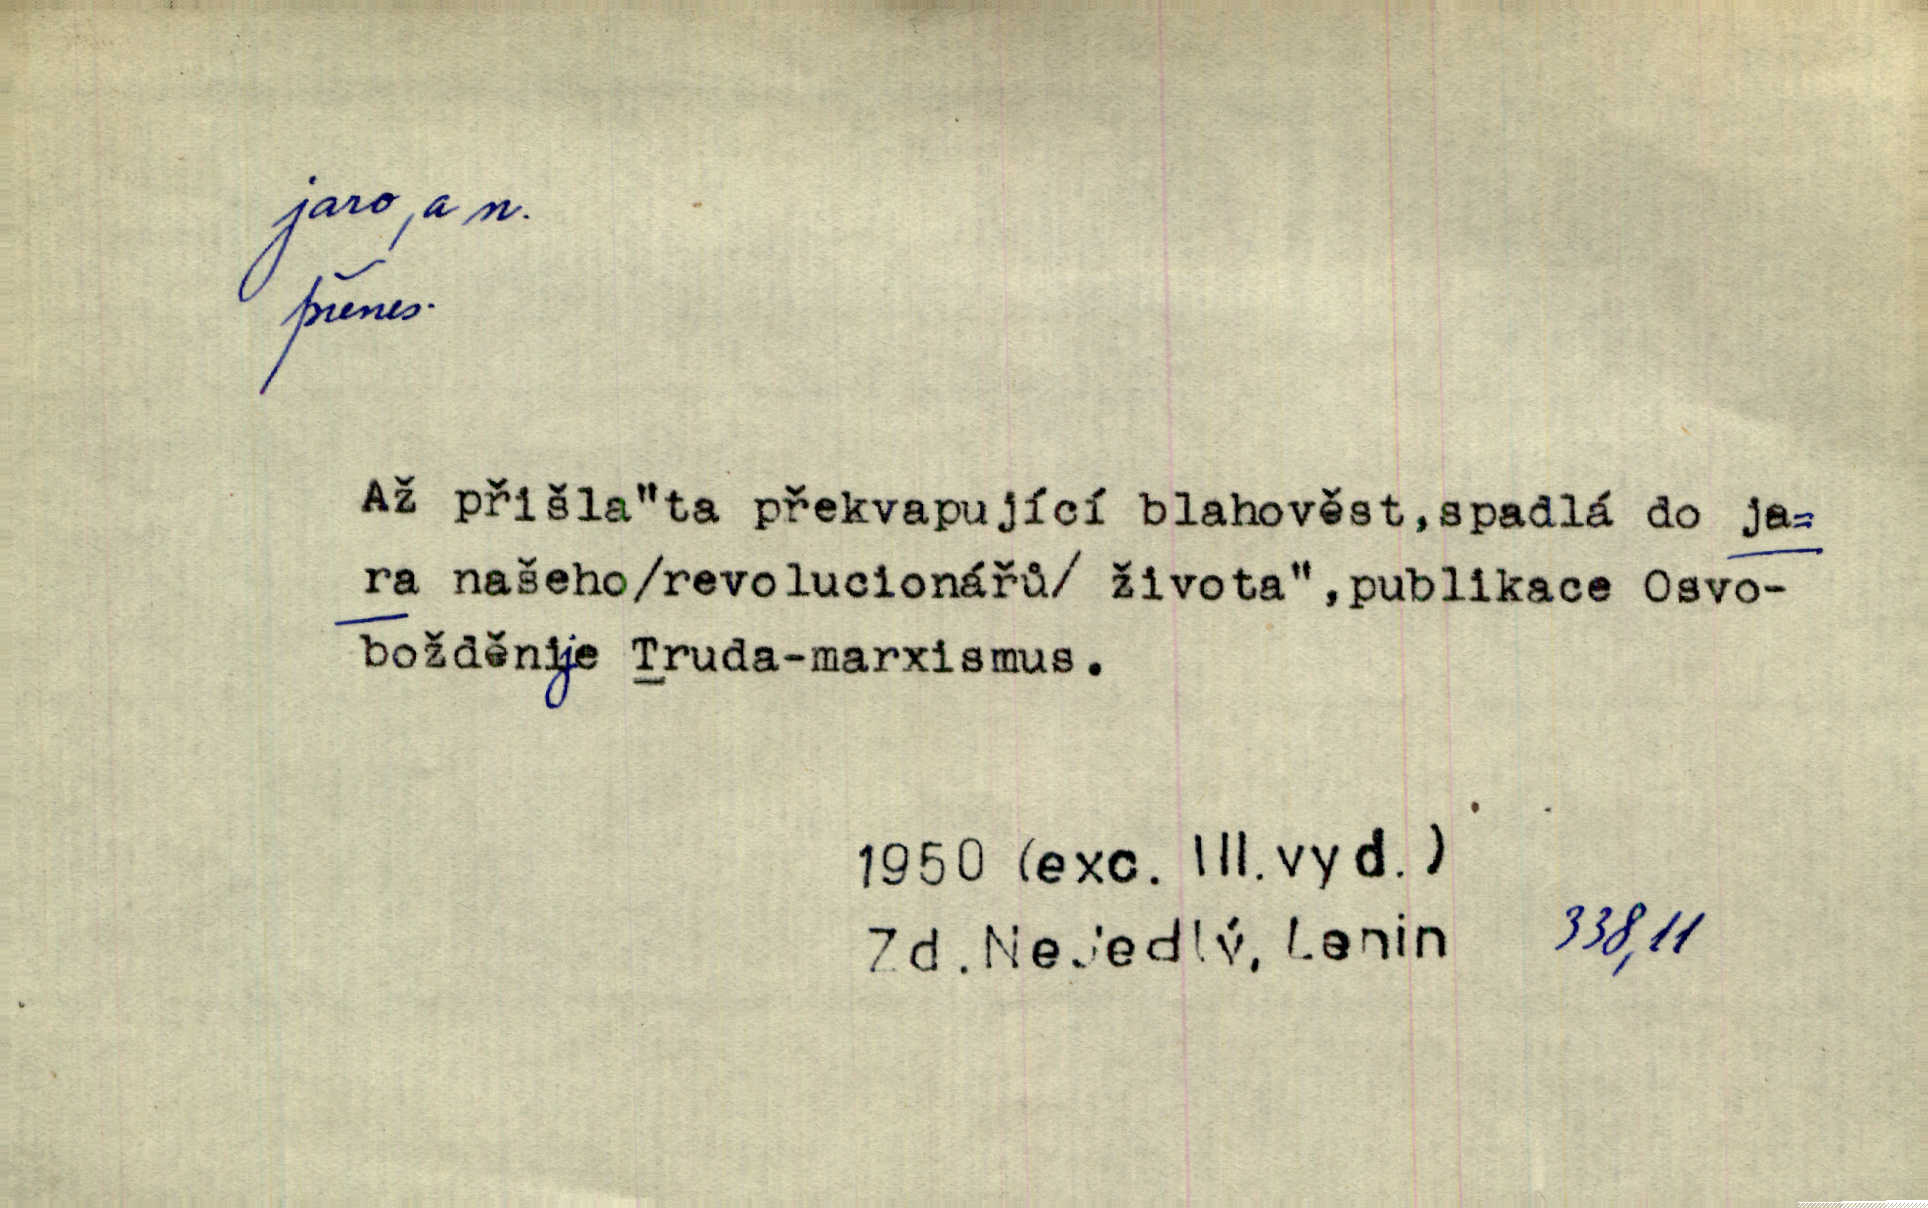 jaro, a n.
přenes.
Až přišla"ta překvapující blahověst,spadlá do ja=
ra našeho/revolucionářů/ života",publikace Osvo-
božděnije Truda-marxismus.
1950 (exc. III. vyd.)
Zd. Nejedlý, Lenin 338,11